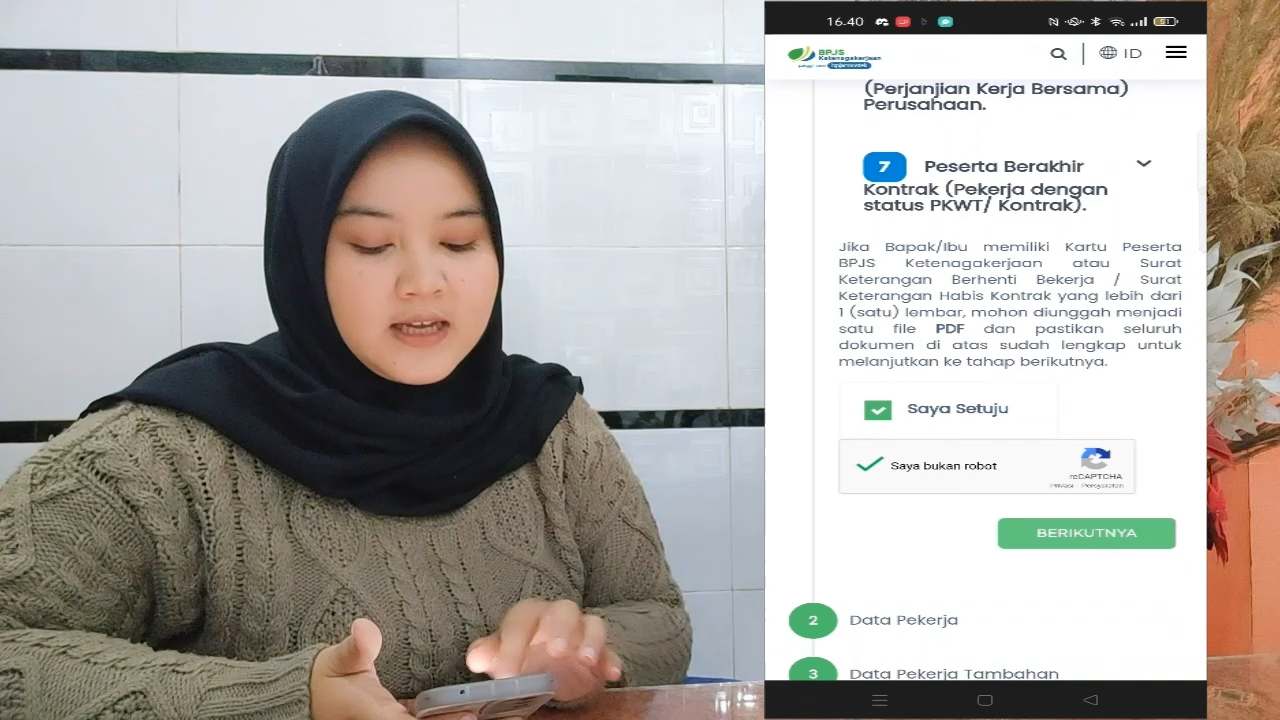 16.40
BPJS
Ketenagakerjaan
ID
(Perjanjian Kerja Bersama)
Perusahaan.
7 Peserta Berakhir
Kontrak (Pekerja dengan
status PKWT/ Kontrak).
Jika Bapak/Ibu memiliki Kartu Peserta
BPJS Ketenagakerjaan atau Surat
Keterangan Berhenti Bekerja / Surat
Keterangan Habis Kontrak yang lebih dari
1 (satu) lembar, mohon diunggah menjadi
satu file PDF dan pastikan seluruh
dokumen di atas sudah lengkap untuk
melanjutkan ke tahap berikutnya.
Saya Setuju
Saya bukan robot
reCAPTCHA
Privasi - Persyaratan
BERIKUTNYA
2 Data Pekerja
3 Data Pekerja Tambahan